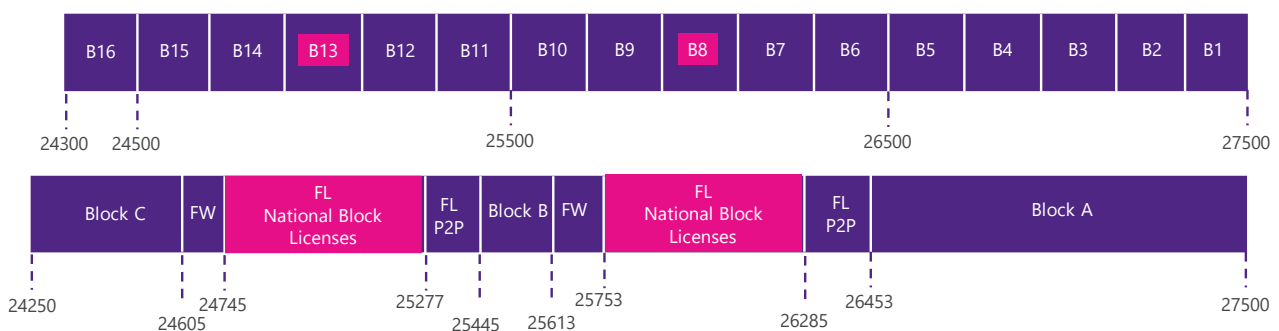 B16 B15 B14 B13 B12 B11 B10 B9 B8 B7 B6 B5 B4 B3 B2 B1
24300 24500 25500 26500 27500
Block C FW FL National Block Licenses FL P2P Block B FW FL National Block Licenses FL P2P Block A
24250 24605 24745 25277 25445 25613 25753 26285 26453 27500